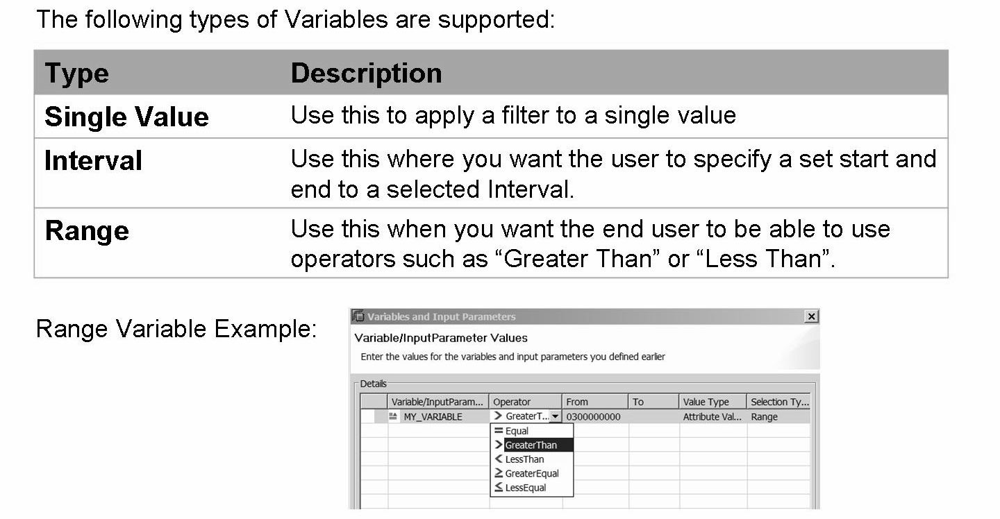 The following types of Variables are supported:
Type Description
Single Value Use this to apply a filter to a single value
Interval Use this where you want the user to specify a set start and
end to a selected Interval.
Range Use this when you want the end user to be able to use
operators such as “Greater Than” or “Less Than”.
Range Variable Example:
Variables and Input Parameters
Variable/InputParameter Values
Enter the values for the variables and input parameters you defined earlier
Details
Variable/InputParam... Operator From To Value Type Selection Ty...
MY_VARIABLE > GreaterT... 0300000000 Attribute Val... Range
= Equal
> GreaterThan
< LessThan
≥ GreaterEqual
≤ LessEqual